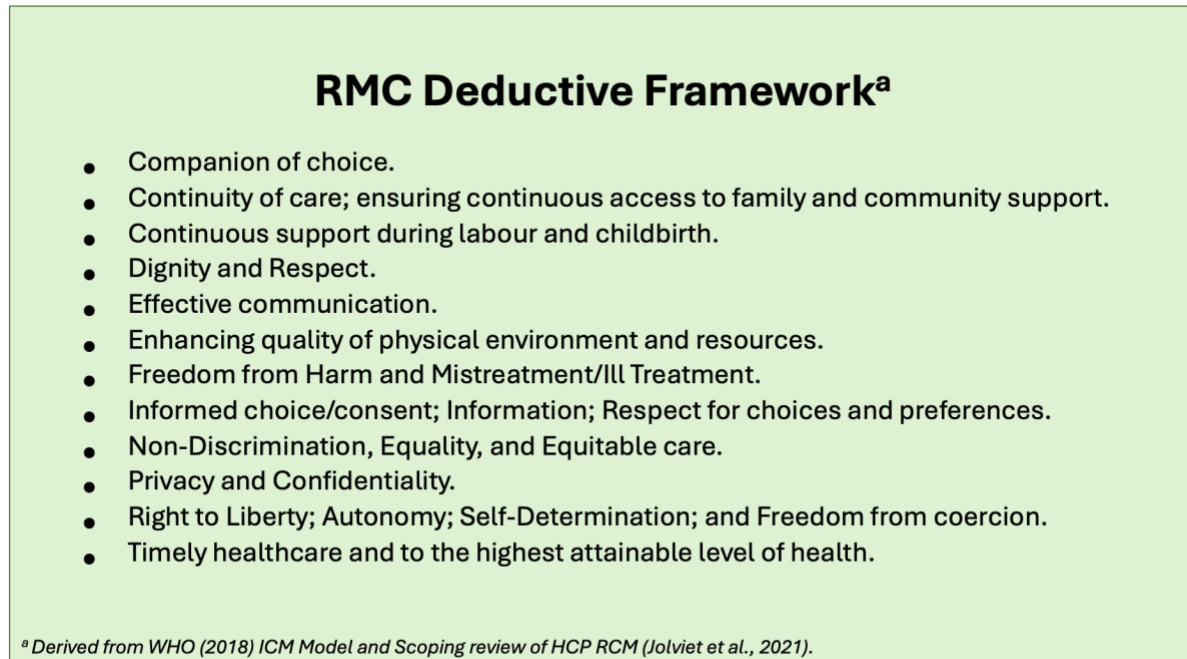 RMC Deductive Frameworkᵃ
• Companion of choice.
• Continuity of care; ensuring continuous access to family and community support.
• Continuous support during labour and childbirth.
• Dignity and Respect.
• Effective communication.
• Enhancing quality of physical environment and resources.
• Freedom from Harm and Mistreatment/Ill Treatment.
• Informed choice/consent; Information; Respect for choices and preferences.
• Non-Discrimination, Equality, and Equitable care.
• Privacy and Confidentiality.
• Right to Liberty; Autonomy; Self-Determination; and Freedom from coercion.
• Timely healthcare and to the highest attainable level of health.
ᵃ Derived from WHO (2018) ICM Model and Scoping review of HCP RCM (Jolviet et al., 2021).